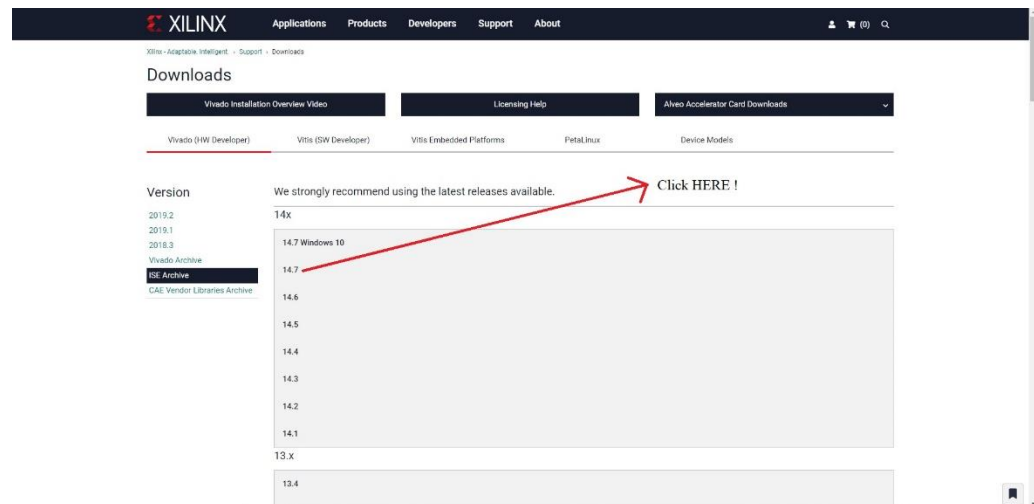 XILINX Applications Products Developers Support About (0)
Xilinx - Adaptable. Intelligent. > Support > Downloads
Downloads
Vivado Installation Overview Video Licensing Help Alveo Accelerator Card Downloads
Vivado (HW Developer) Vitis (SW Developer) Vitis Embedded Platforms PetaLinux Device Models
Version
2019.2
2019.1
2018.3
Vivado Archive
ISE Archive
CAE Vendor Libraries Archive
We strongly recommend using the latest releases available.
Click HERE !
14x
14.7 Windows 10
14.7
14.6
14.5
14.4
14.3
14.2
14.1
13.x
13.4